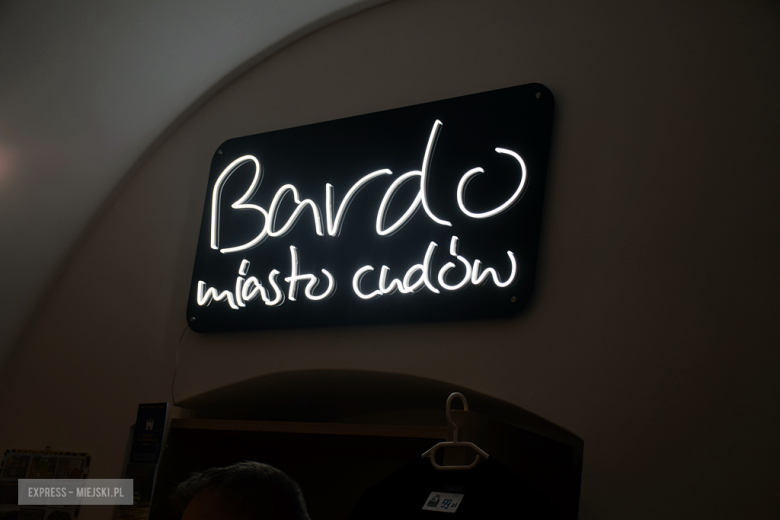 Bardo
miasto cudów
EXPRESS-MIEJSKI.PL